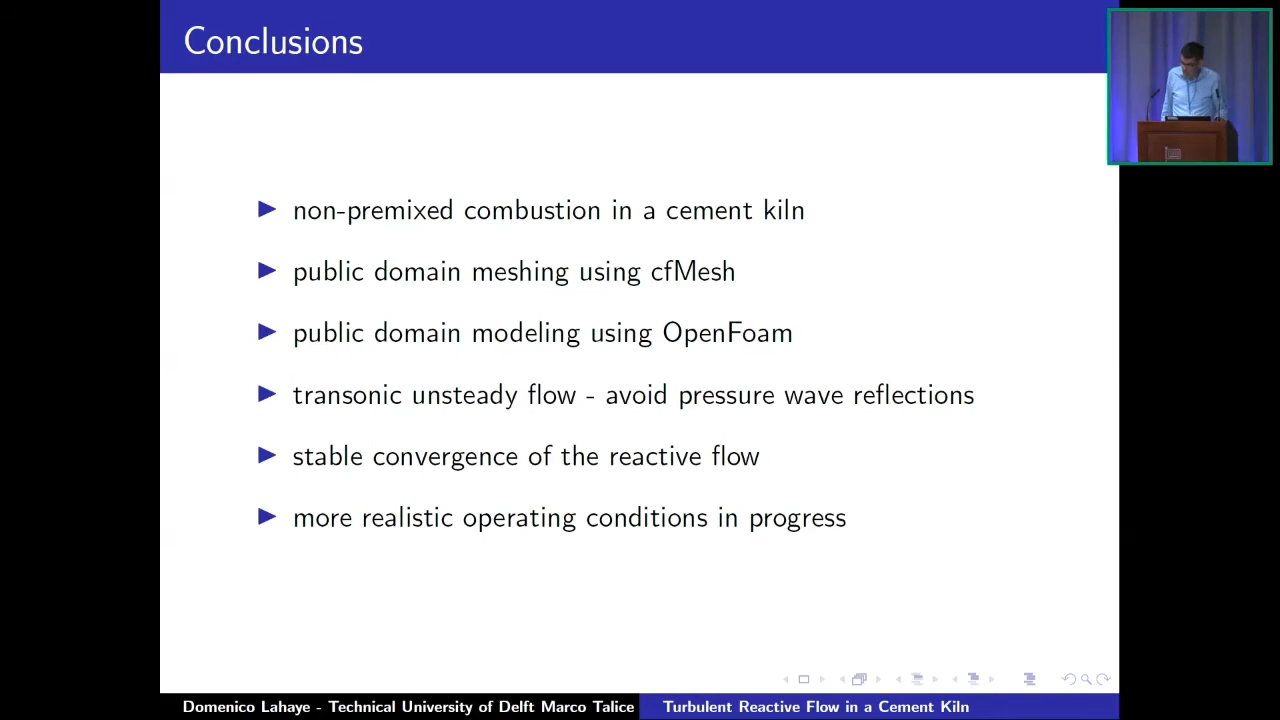 Conclusions
non-premixed combustion in a cement kiln
public domain meshing using cfMesh
public domain modeling using OpenFoam
transonic unsteady flow - avoid pressure wave reflections
stable convergence of the reactive flow
more realistic operating conditions in progress
Domenico Lahaye - Technical University of Delft Marco Talice
Turbulent Reactive Flow in a Cement Kiln